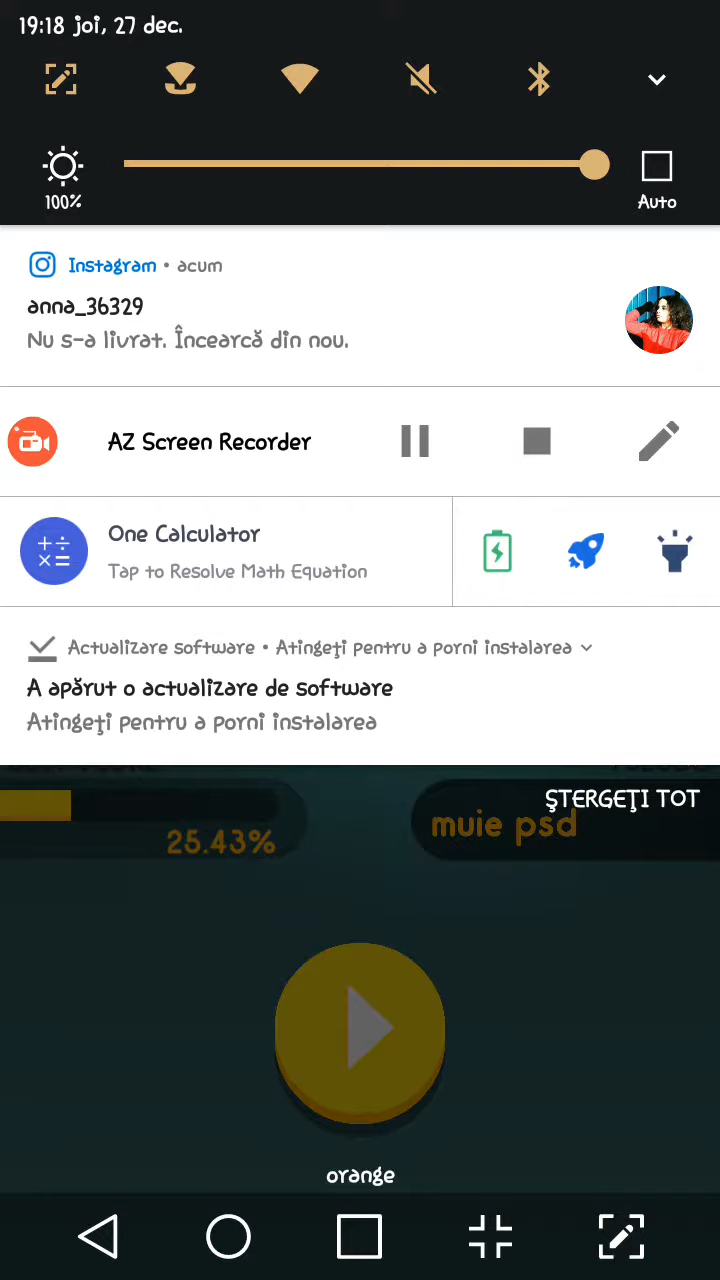 19:18 joi, 27 dec.
100%
Auto
Instagram • acum
anna_36329
Nu s-a livrat. Încearcă din nou.
AZ Screen Recorder
One Calculator
Tap to Resolve Math Equation
Actualizare software • Atingeţi pentru a porni instalarea
A apărut o actualizare de software
Atingeţi pentru a porni instalarea
ŞTERGEŢI TOT
muie psd
25.43%
orange